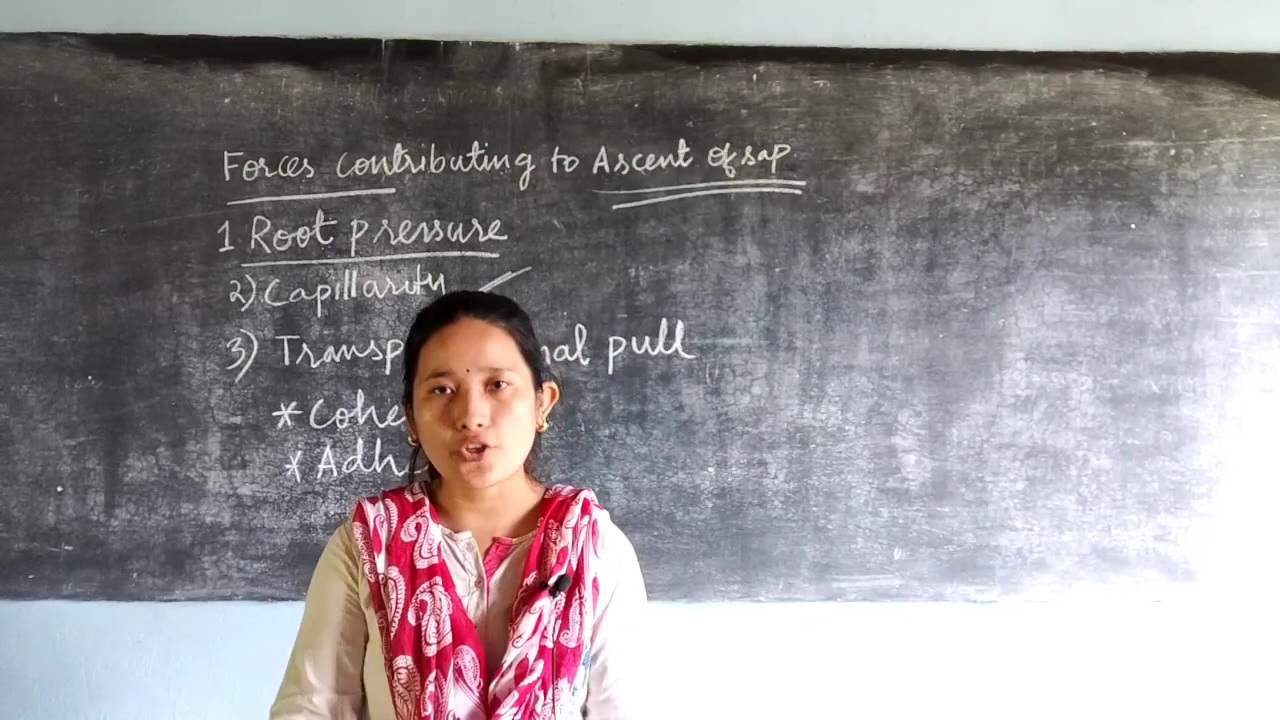 Forces contributing to Ascent of sap
1 Root pressure
2) Capillarity
3) Transp nal pull
* Cohe
* Adh